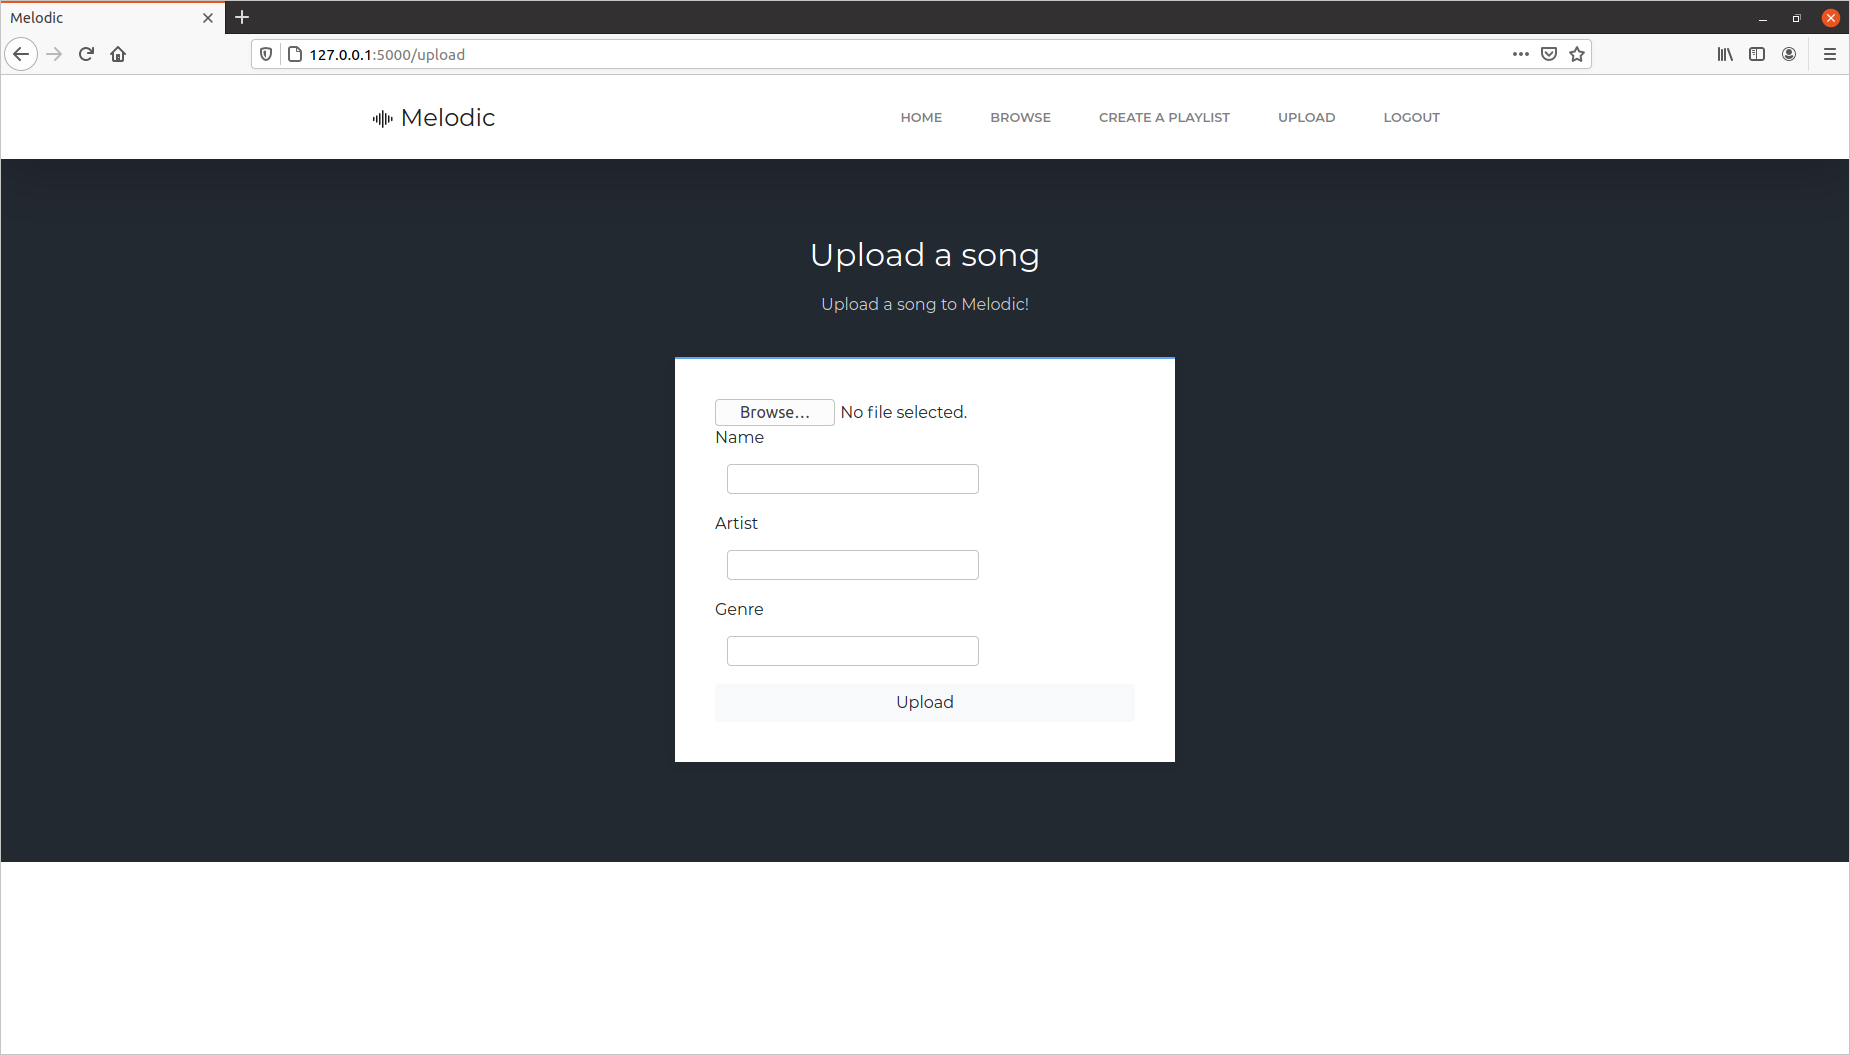 Melodic
127.0.0.1:5000/upload
Melodic
HOME BROWSE CREATE A PLAYLIST UPLOAD LOGOUT
Upload a song
Upload a song to Melodic!
Browse... No file selected.
Name
Artist
Genre
Upload